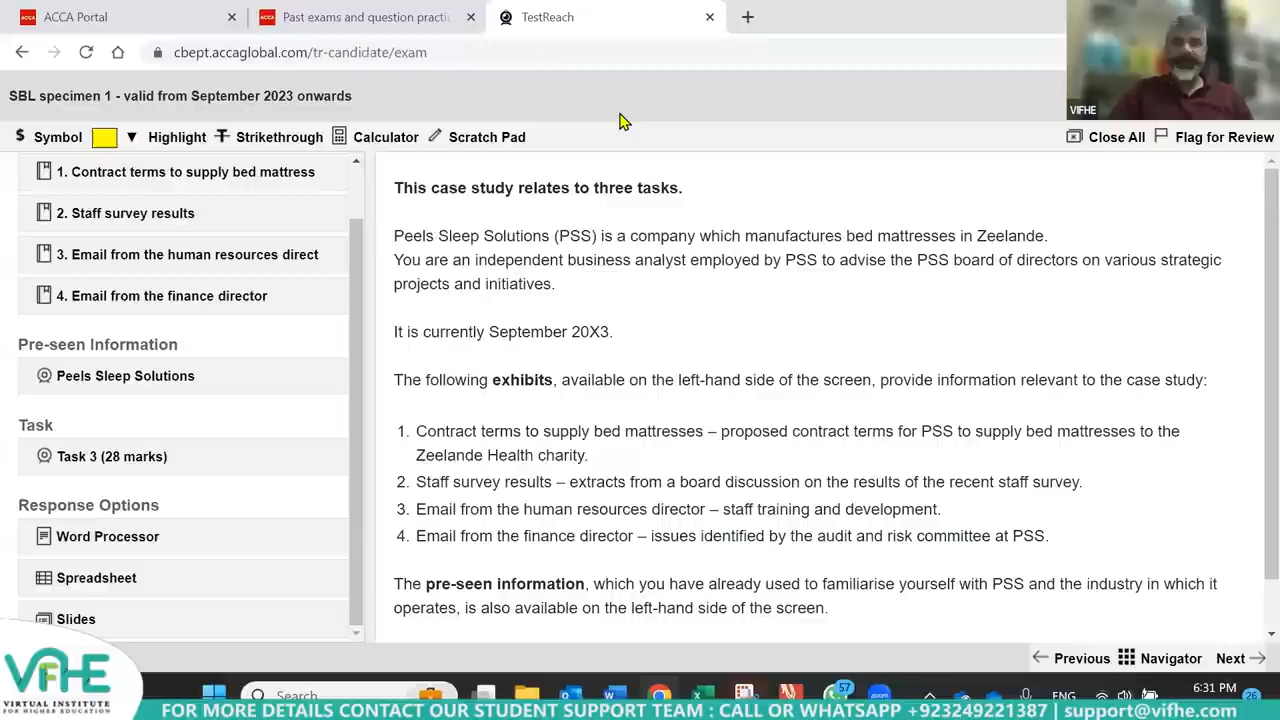 ACCA Portal
ACCA
Past exams and question practi
TestReach
cbept.accaglobal.com/tr-candidate/exam
VIFHE
SBL specimen 1 - valid from September 2023 onwards
$ Symbol Highlight Strikethrough Calculator Scratch Pad Close All Flag for Review
1. Contract terms to supply bed mattress
2. Staff survey results
3. Email from the human resources direct
4. Email from the finance director
Pre-seen Information
Peels Sleep Solutions
Task
Task 3 (28 marks)
Response Options
Word Processor
Spreadsheet
Slides
This case study relates to three tasks.
Peels Sleep Solutions (PSS) is a company which manufactures bed mattresses in Zeelande.
You are an independent business analyst employed by PSS to advise the PSS board of directors on various strategic
projects and initiatives.
It is currently September 20X3.
The following exhibits, available on the left-hand side of the screen, provide information relevant to the case study:
1. Contract terms to supply bed mattresses – proposed contract terms for PSS to supply bed mattresses to the
Zeelande Health charity.
2. Staff survey results – extracts from a board discussion on the results of the recent staff survey.
3. Email from the human resources director – staff training and development.
4. Email from the finance director – issues identified by the audit and risk committee at PSS.
The pre-seen information, which you have already used to familiarise yourself with PSS and the industry in which it
operates, is also available on the left-hand side of the screen.
Previous Navigator Next
VIFHE
VIRTUAL INSTITUTE
FOR HIGHER EDUCATION
Search
57
zoom
ENG
6:31 PM
26
FOR MORE DETAILS CONTACT OUR STUDENT SUPPORT TEAM : CALL OR WHATSAPP +923249221387 | support@vifhe.com